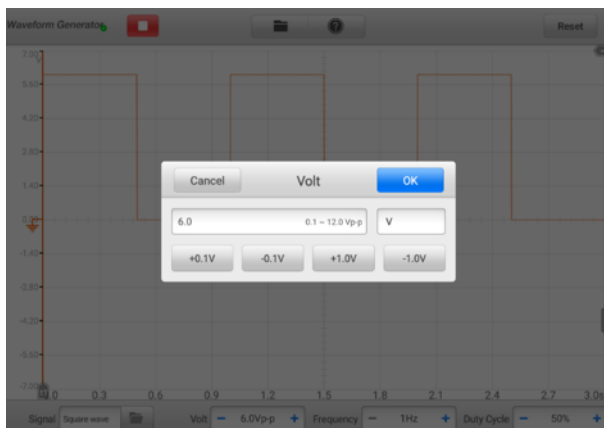 Waveform Generator
Reset
7.00
5.60
4.20
2.80
1.40
0.00
-1.40
-2.80
-4.20
-5.60
-7.00
Cancel Volt OK
6.0 0.1 ~ 12.0 Vp-p V
+0.1V -0.1V +1.0V -1.0V
0.3 0.6 0.9 1.2 1.5 1.8 2.1 2.4 2.7 3.0s
Signal Square wave Volt - 6.0Vp-p + Frequency - 1Hz + Duty Cycle - 50% +